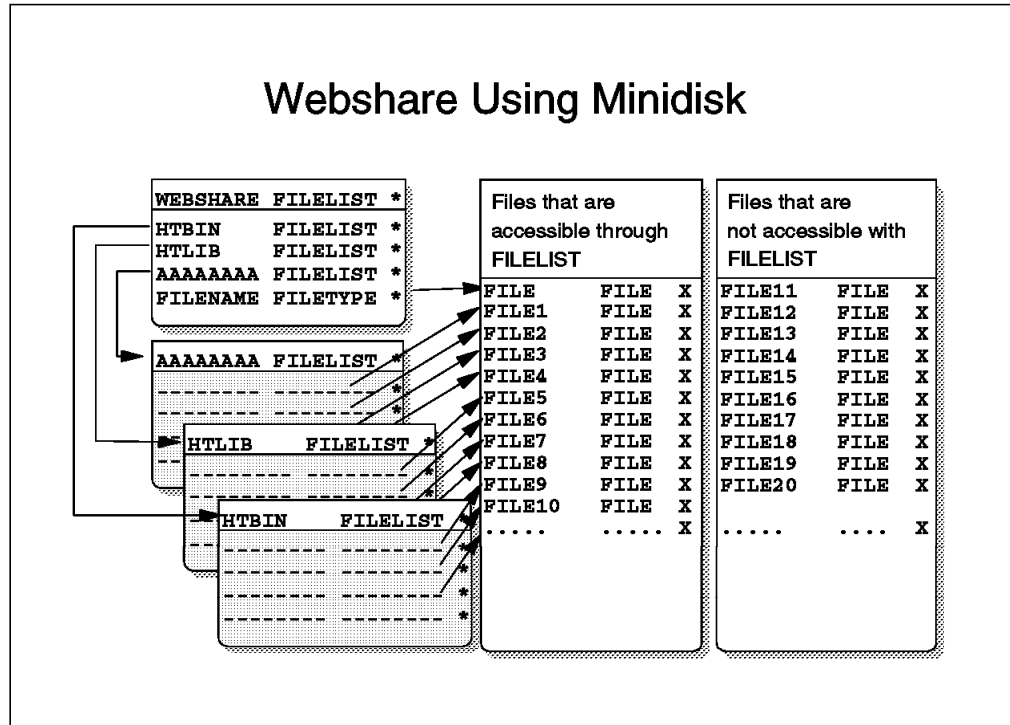 Webshare Using Minidisk
WEBSHARE FILELIST *
HTBIN FILELIST *
HTLIB FILELIST *
AAAAAAAA FILELIST *
FILENAME FILETYPE *
AAAAAAAA FILELIST *
-------- -------- *
-------- -------- *
HTLIB FILELIST *
-------- -------- *
-------- -------- *
HTBIN FILELIST *
-------- -------- *
-------- -------- *
-------- -------- *
-------- -------- *
Files that are
accessible through
FILELIST
FILE FILE X
FILE1 FILE X
FILE2 FILE X
FILE3 FILE X
FILE4 FILE X
FILE5 FILE X
FILE6 FILE X
FILE7 FILE X
FILE8 FILE X
FILE9 FILE X
FILE10 FILE X
..... ..... X
Files that are
not accessible with
FILELIST
FILE11 FILE X
FILE12 FILE X
FILE13 FILE X
FILE14 FILE X
FILE15 FILE X
FILE16 FILE X
FILE17 FILE X
FILE18 FILE X
FILE19 FILE X
FILE20 FILE X
..... .... X